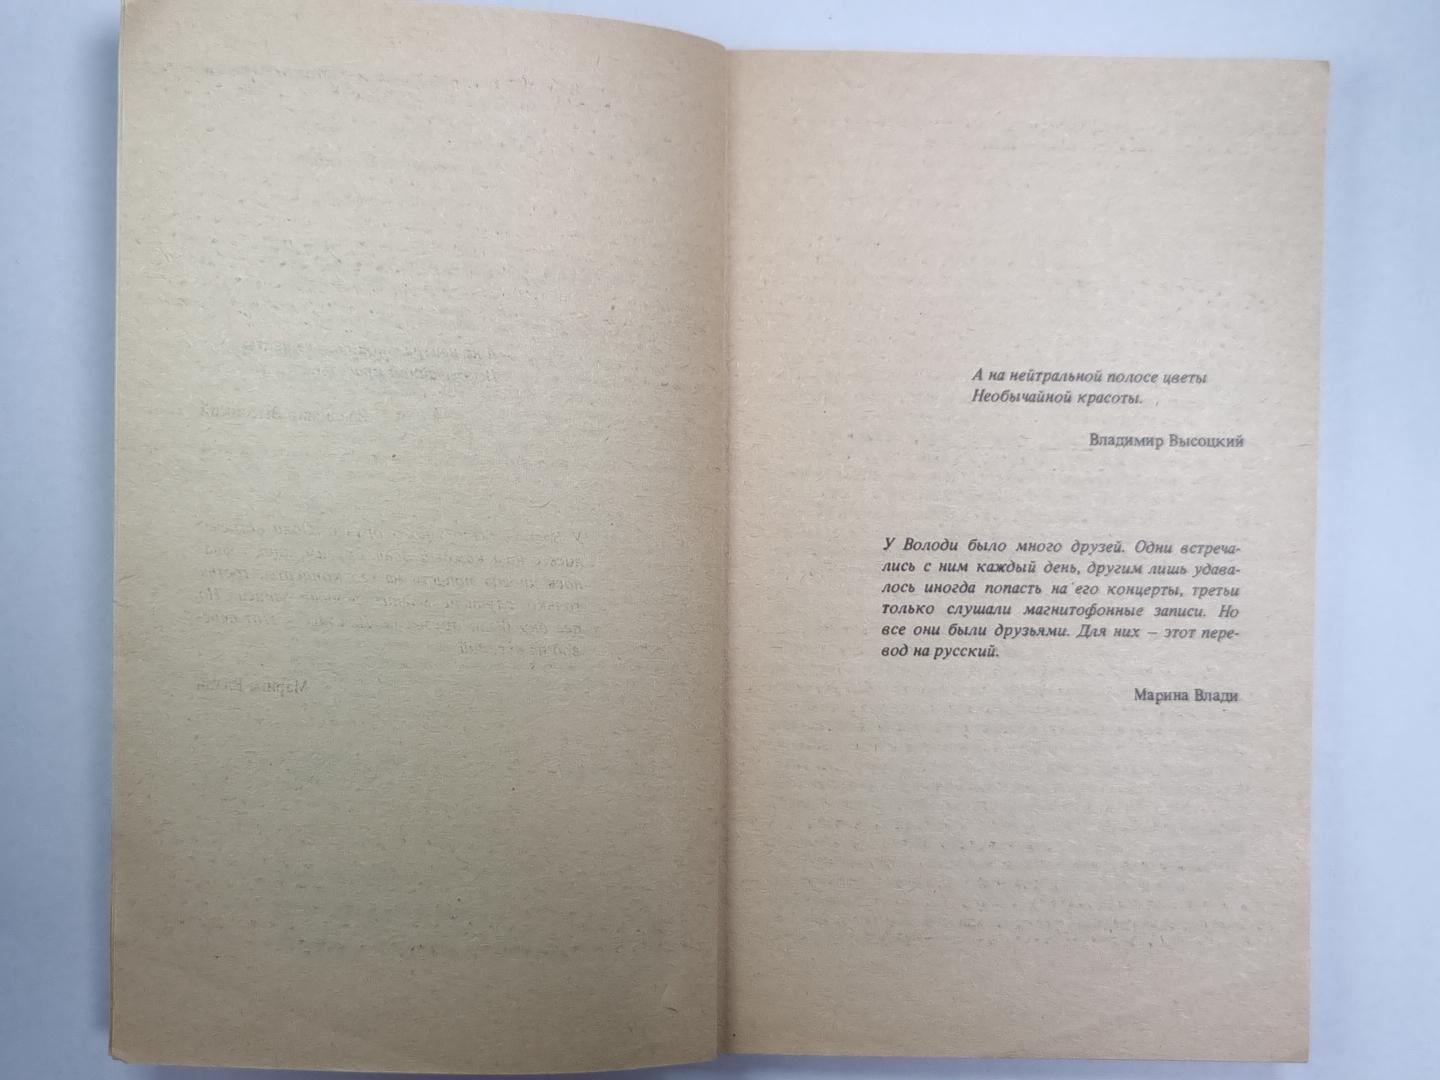 А на нейтральной полосе цветы
Необычайной красоты.
Владимир Высоцкий
У Володи было много друзей. Одни встреча-
лись с ним каждый день, другим лишь удава-
лось иногда попасть на его концерты, третьи
только слушали магнитофонные записи. Но
все они были друзьями. Для них — этот пере-
вод на русский.
Марина Влади